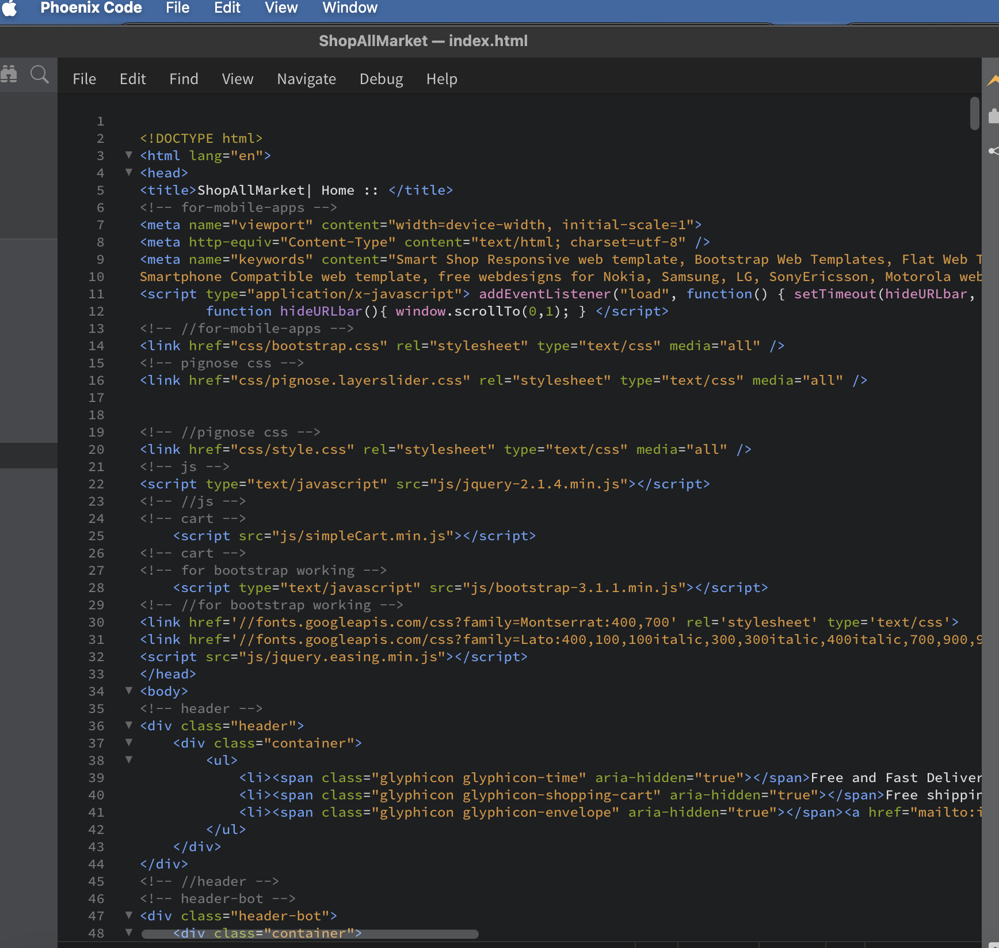 Phoenix Code File Edit View Window
ShopAllMarket — index.html
File Edit Find View Navigate Debug Help
1
2 <!DOCTYPE html>
3 <html lang="en">
4 <head>
5 <title>ShopAllMarket| Home :: </title>
6 <!-- for-mobile-apps -->
7 <meta name="viewport" content="width=device-width, initial-scale=1">
8 <meta http-equiv="Content-Type" content="text/html; charset=utf-8" />
9 <meta name="keywords" content="Smart Shop Responsive web template, Bootstrap Web Templates, Flat Web T
10 Smartphone Compatible web template, free webdesigns for Nokia, Samsung, LG, SonyEricsson, Motorola web
11 <script type="application/x-javascript"> addEventListener("load", function() { setTimeout(hideURLbar,
12 function hideURLbar(){ window.scrollTo(0,1); } </script>
13 <!-- //for-mobile-apps -->
14 <link href="css/bootstrap.css" rel="stylesheet" type="text/css" media="all" />
15 <!-- pignose css -->
16 <link href="css/pignose.layerslider.css" rel="stylesheet" type="text/css" media="all" />
17
18
19 <!-- //pignose css -->
20 <link href="css/style.css" rel="stylesheet" type="text/css" media="all" />
21 <!-- js -->
22 <script type="text/javascript" src="js/jquery-2.1.4.min.js"></script>
23 <!-- //js -->
24 <!-- cart -->
25 <script src="js/simpleCart.min.js"></script>
26 <!-- cart -->
27 <!-- for bootstrap working -->
28 <script type="text/javascript" src="js/bootstrap-3.1.1.min.js"></script>
29 <!-- //for bootstrap working -->
30 <link href='//fonts.googleapis.com/css?family=Montserrat:400,700' rel='stylesheet' type='text/css'>
31 <link href='//fonts.googleapis.com/css?family=Lato:400,100,100italic,300,300italic,400italic,700,900,9
32 <script src="js/jquery.easing.min.js"></script>
33 </head>
34 <body>
35 <!-- header -->
36 <div class="header">
37 <div class="container">
38 <ul>
39 <li><span class="glyphicon glyphicon-time" aria-hidden="true"></span>Free and Fast Deliver
40 <li><span class="glyphicon glyphicon-shopping-cart" aria-hidden="true"></span>Free shippin
41 <li><span class="glyphicon glyphicon-envelope" aria-hidden="true"></span><a href="mailto:i
42 </ul>
43 </div>
44 </div>
45 <!-- //header -->
46 <!-- header-bot -->
47 <div class="header-bot">
48 <div class="container">